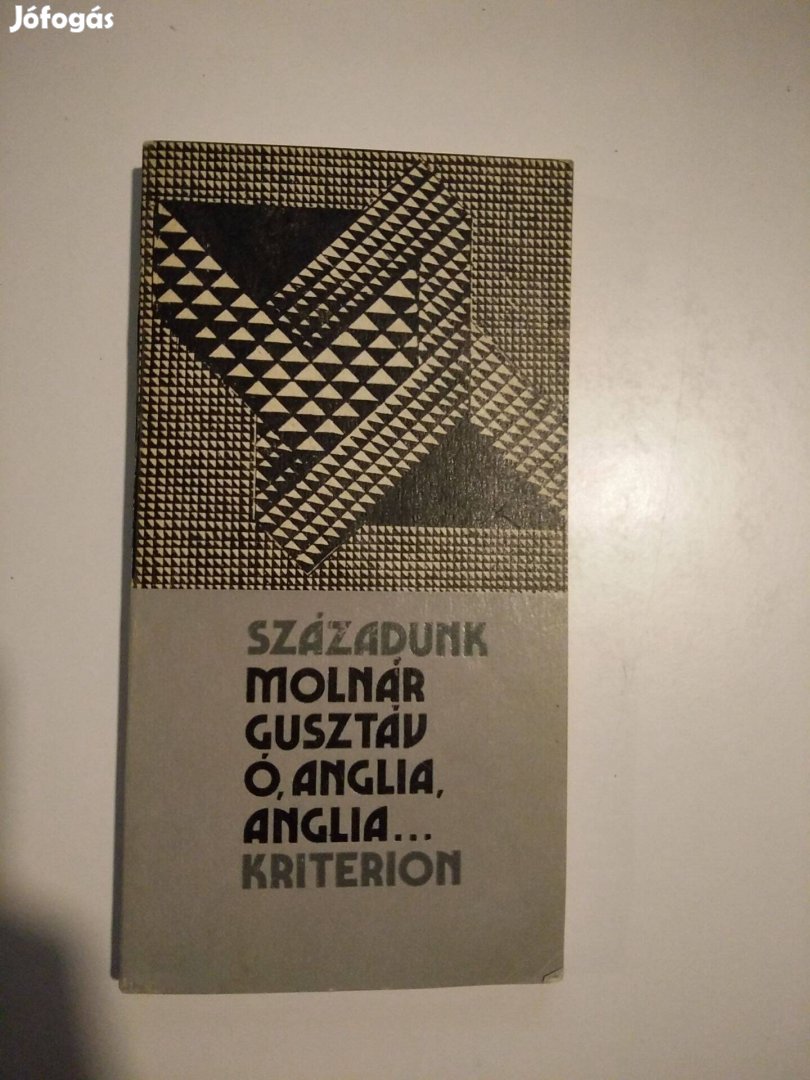 Jófogás
SZÁZADUNK
MOLNÁR
GUSZTÁV
Ó, ANGLIA,
ANGLIA...
KRITERION